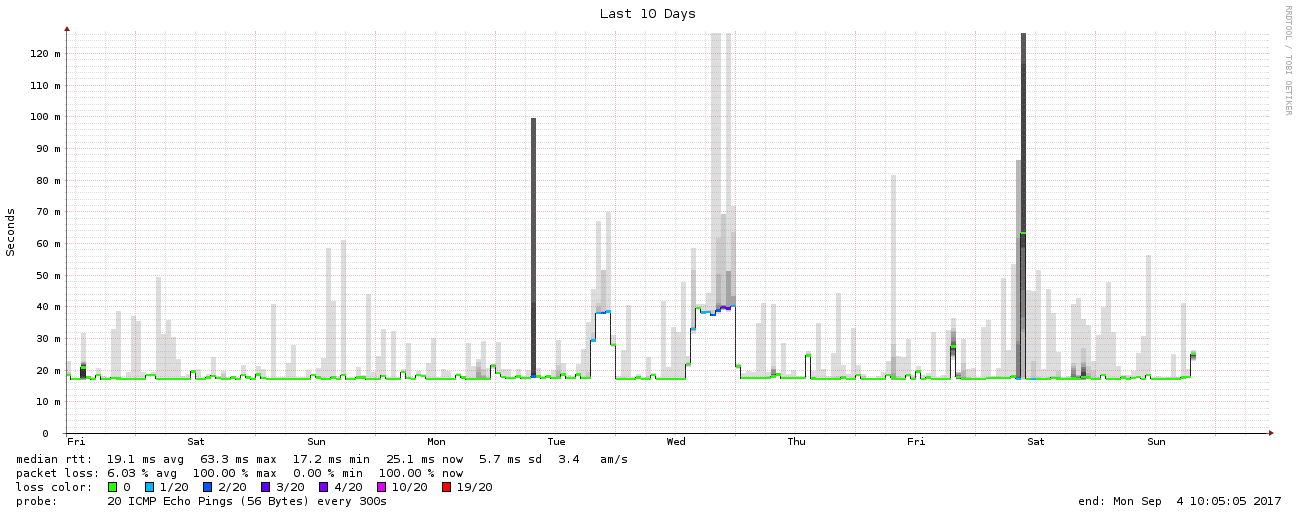 Last 10 Days
RRDTOOL / TOBI OETIKER
Seconds
120 m
110 m
100 m
90 m
80 m
70 m
60 m
50 m
40 m
30 m
20 m
10 m
0
Fri Sat Sun Mon Tue Wed Thu Fri Sat Sun
median rtt: 19.1 ms avg 63.3 ms max 17.2 ms min 25.1 ms now 5.7 ms sd 3.4 am/s
packet loss: 6.03 % avg 100.00 % max 0.00 % min 100.00 % now
loss color: 0 1/20 2/20 3/20 4/20 10/20 19/20
probe: 20 ICMP Echo Pings (56 Bytes) every 300s end: Mon Sep 4 10:05:05 2017